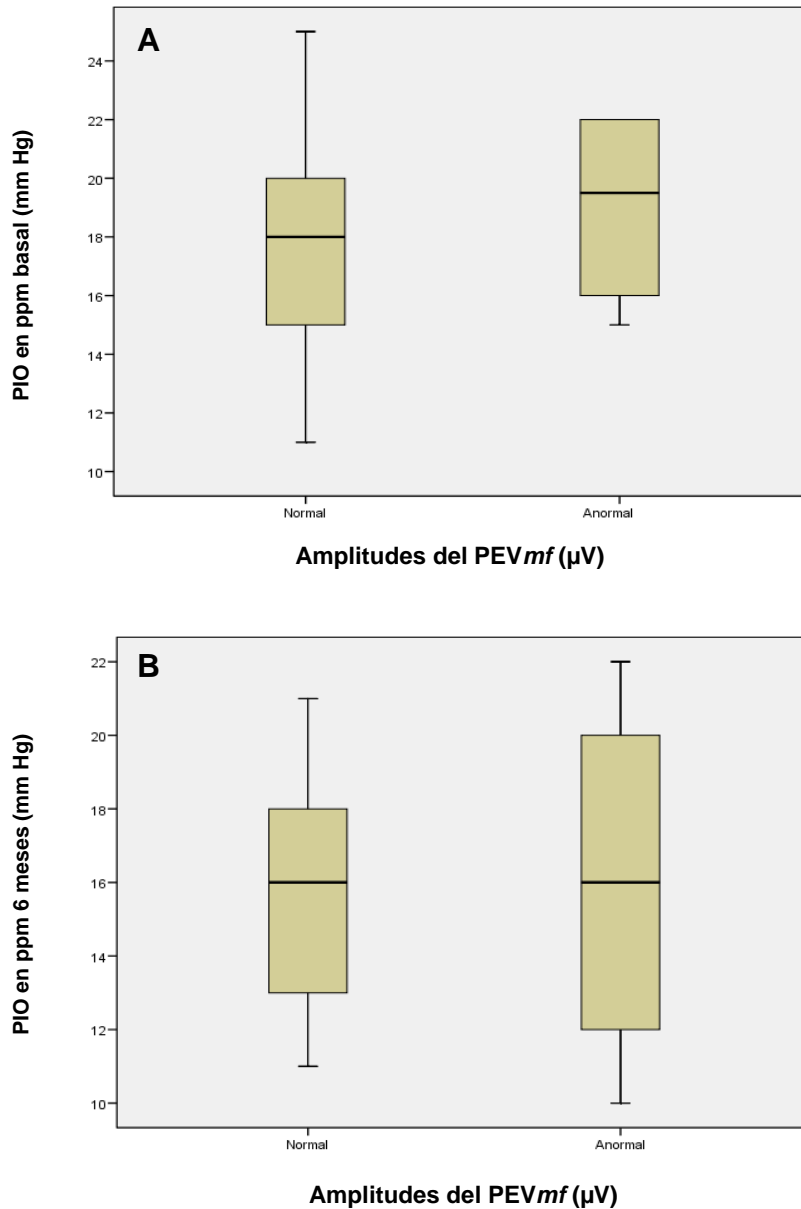 A
PIO en ppm basal (mm Hg)
24
22
20
18
16
14
12
10
Normal Anormal
Amplitudes del PEVmf (µV)
B
PIO en ppm 6 meses (mm Hg)
22
20
18
16
14
12
10
Normal Anormal
Amplitudes del PEVmf (µV)